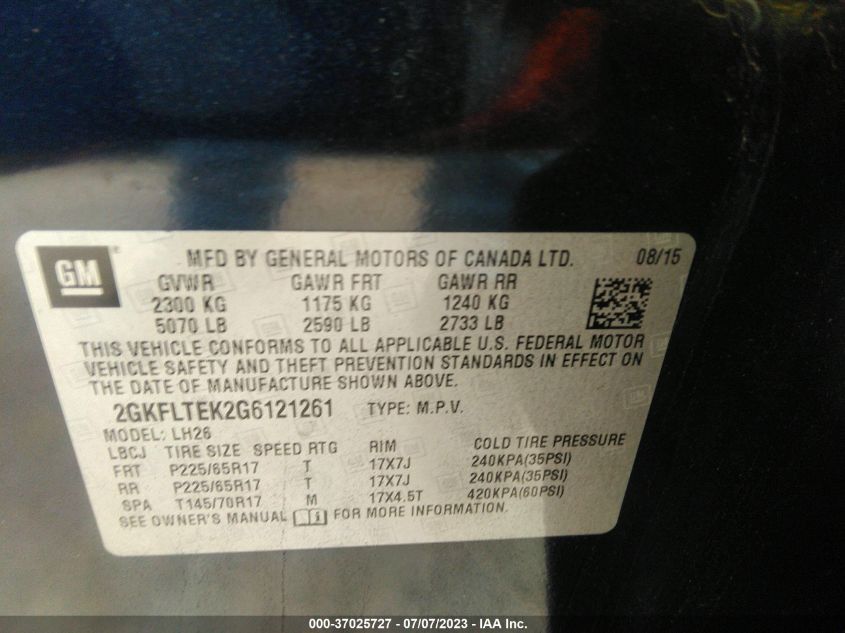 GM
MFD BY GENERAL MOTORS OF CANADA LTD. 08/15
GVWR GAWR FRT GAWR RR
2300 KG 1175 KG 1240 KG
5070 LB 2590 LB 2733 LB
THIS VEHICLE CONFORMS TO ALL APPLICABLE U.S. FEDERAL MOTOR
VEHICLE SAFETY AND THEFT PREVENTION STANDARDS IN EFFECT ON
THE DATE OF MANUFACTURE SHOWN ABOVE.
2GKFLTEK2G6121261 TYPE: M.P.V.
MODEL: LH26
LBCJ TIRE SIZE SPEED RTG RIM COLD TIRE PRESSURE
FRT P225/65R17 T 17X7J 240KPA(35PSI)
RR P225/65R17 T 17X7J 240KPA(35PSI)
SPA T145/70R17 M 17X4.5T 420KPA(60PSI)
SEE OWNER'S MANUAL FOR MORE INFORMATION.
000-37025727 - 07/07/2023 - IAA Inc.